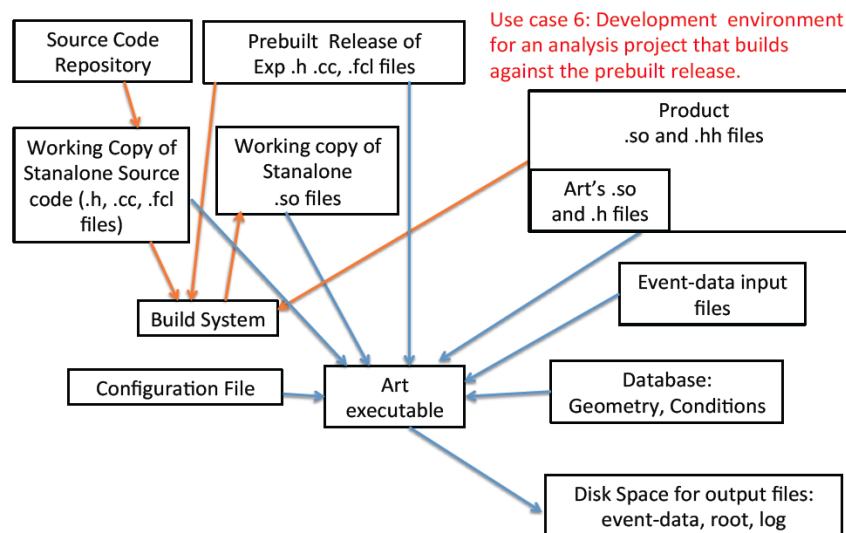 Source Code
Repository
Prebuilt Release of
Exp .h .cc, .fcl files
Use case 6: Development environment
for an analysis project that builds
against the prebuilt release.
Working Copy of
Stanalone Source
code (.h, .cc, .fcl
files)
Working copy of
Stanalone
.so files
Product
.so and .hh files
Art's .so
and .h files
Build System
Event-data input
files
Configuration File
Art
executable
Database:
Geometry, Conditions
Disk Space for output files:
event-data, root, log